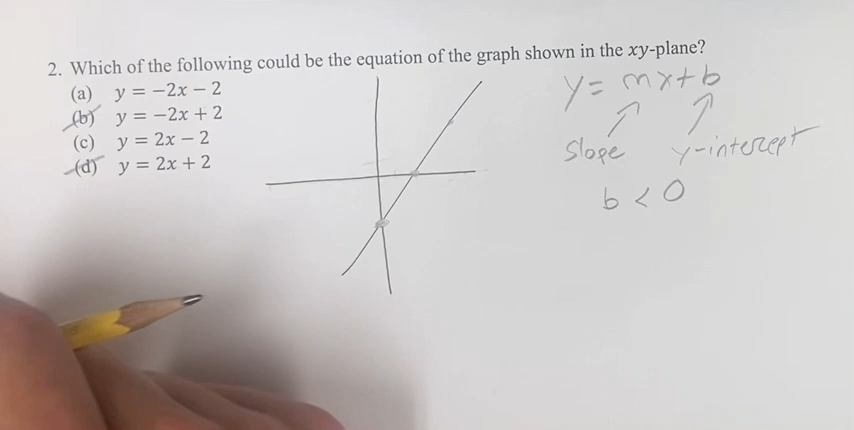 2. Which of the following could be the equation of the graph shown in the xy-plane?
(a) y = −2x − 2
(b) y = −2x + 2
(c) y = 2x − 2
(d) y = 2x + 2
y = mx+b
slope y-intercept
b < 0